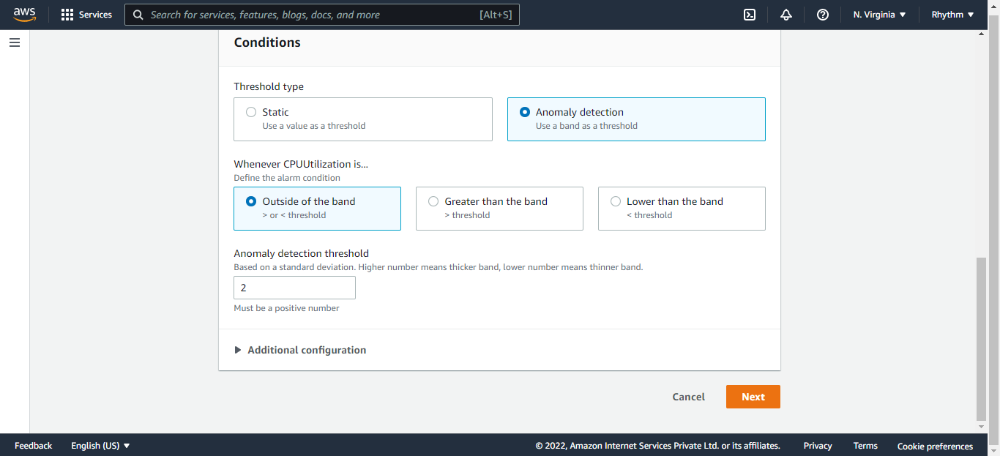 aws Services Search for services, features, blogs, docs, and more [Alt+S] N. Virginia Rhythm
Conditions
Threshold type
Static Anomaly detection
Use a value as a threshold Use a band as a threshold
Whenever CPUUtilization is...
Define the alarm condition
Outside of the band Greater than the band Lower than the band
> or < threshold > threshold < threshold
Anomaly detection threshold
Based on a standard deviation. Higher number means thicker band, lower number means thinner band.
2
Must be a positive number
Additional configuration
Cancel Next
Feedback English (US) © 2022, Amazon Internet Services Private Ltd. or its affiliates. Privacy Terms Cookie preferences